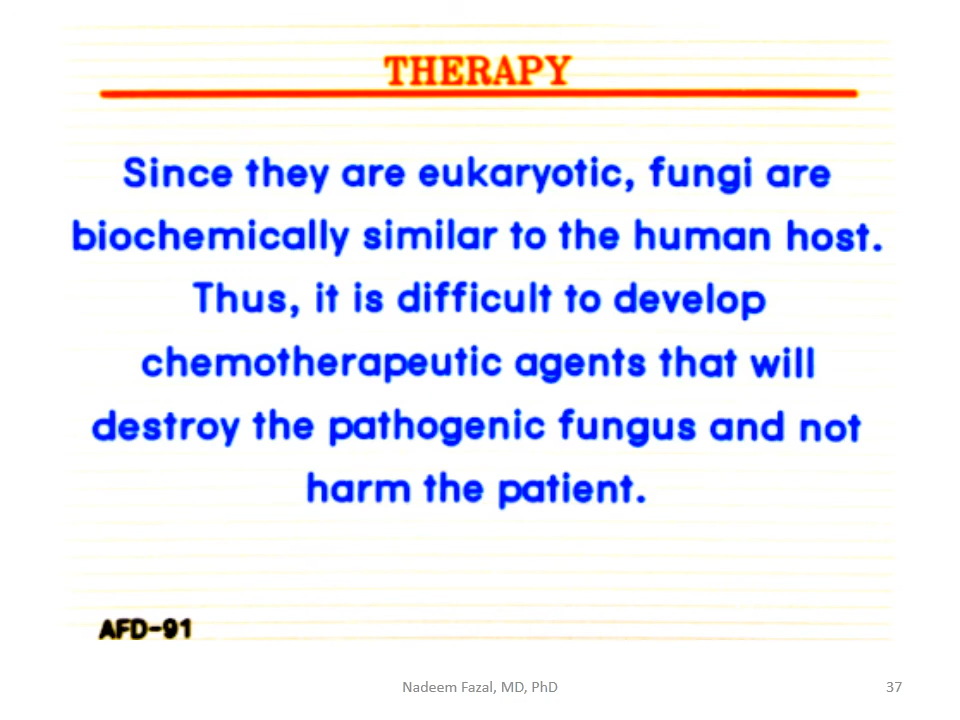 THERAPY
Since they are eukaryotic, fungi are
biochemically similar to the human host.
Thus, it is difficult to develop
chemotherapeutic agents that will
destroy the pathogenic fungus and not
harm the patient.
AFD-91
Nadeem Fazal, MD, PhD
37